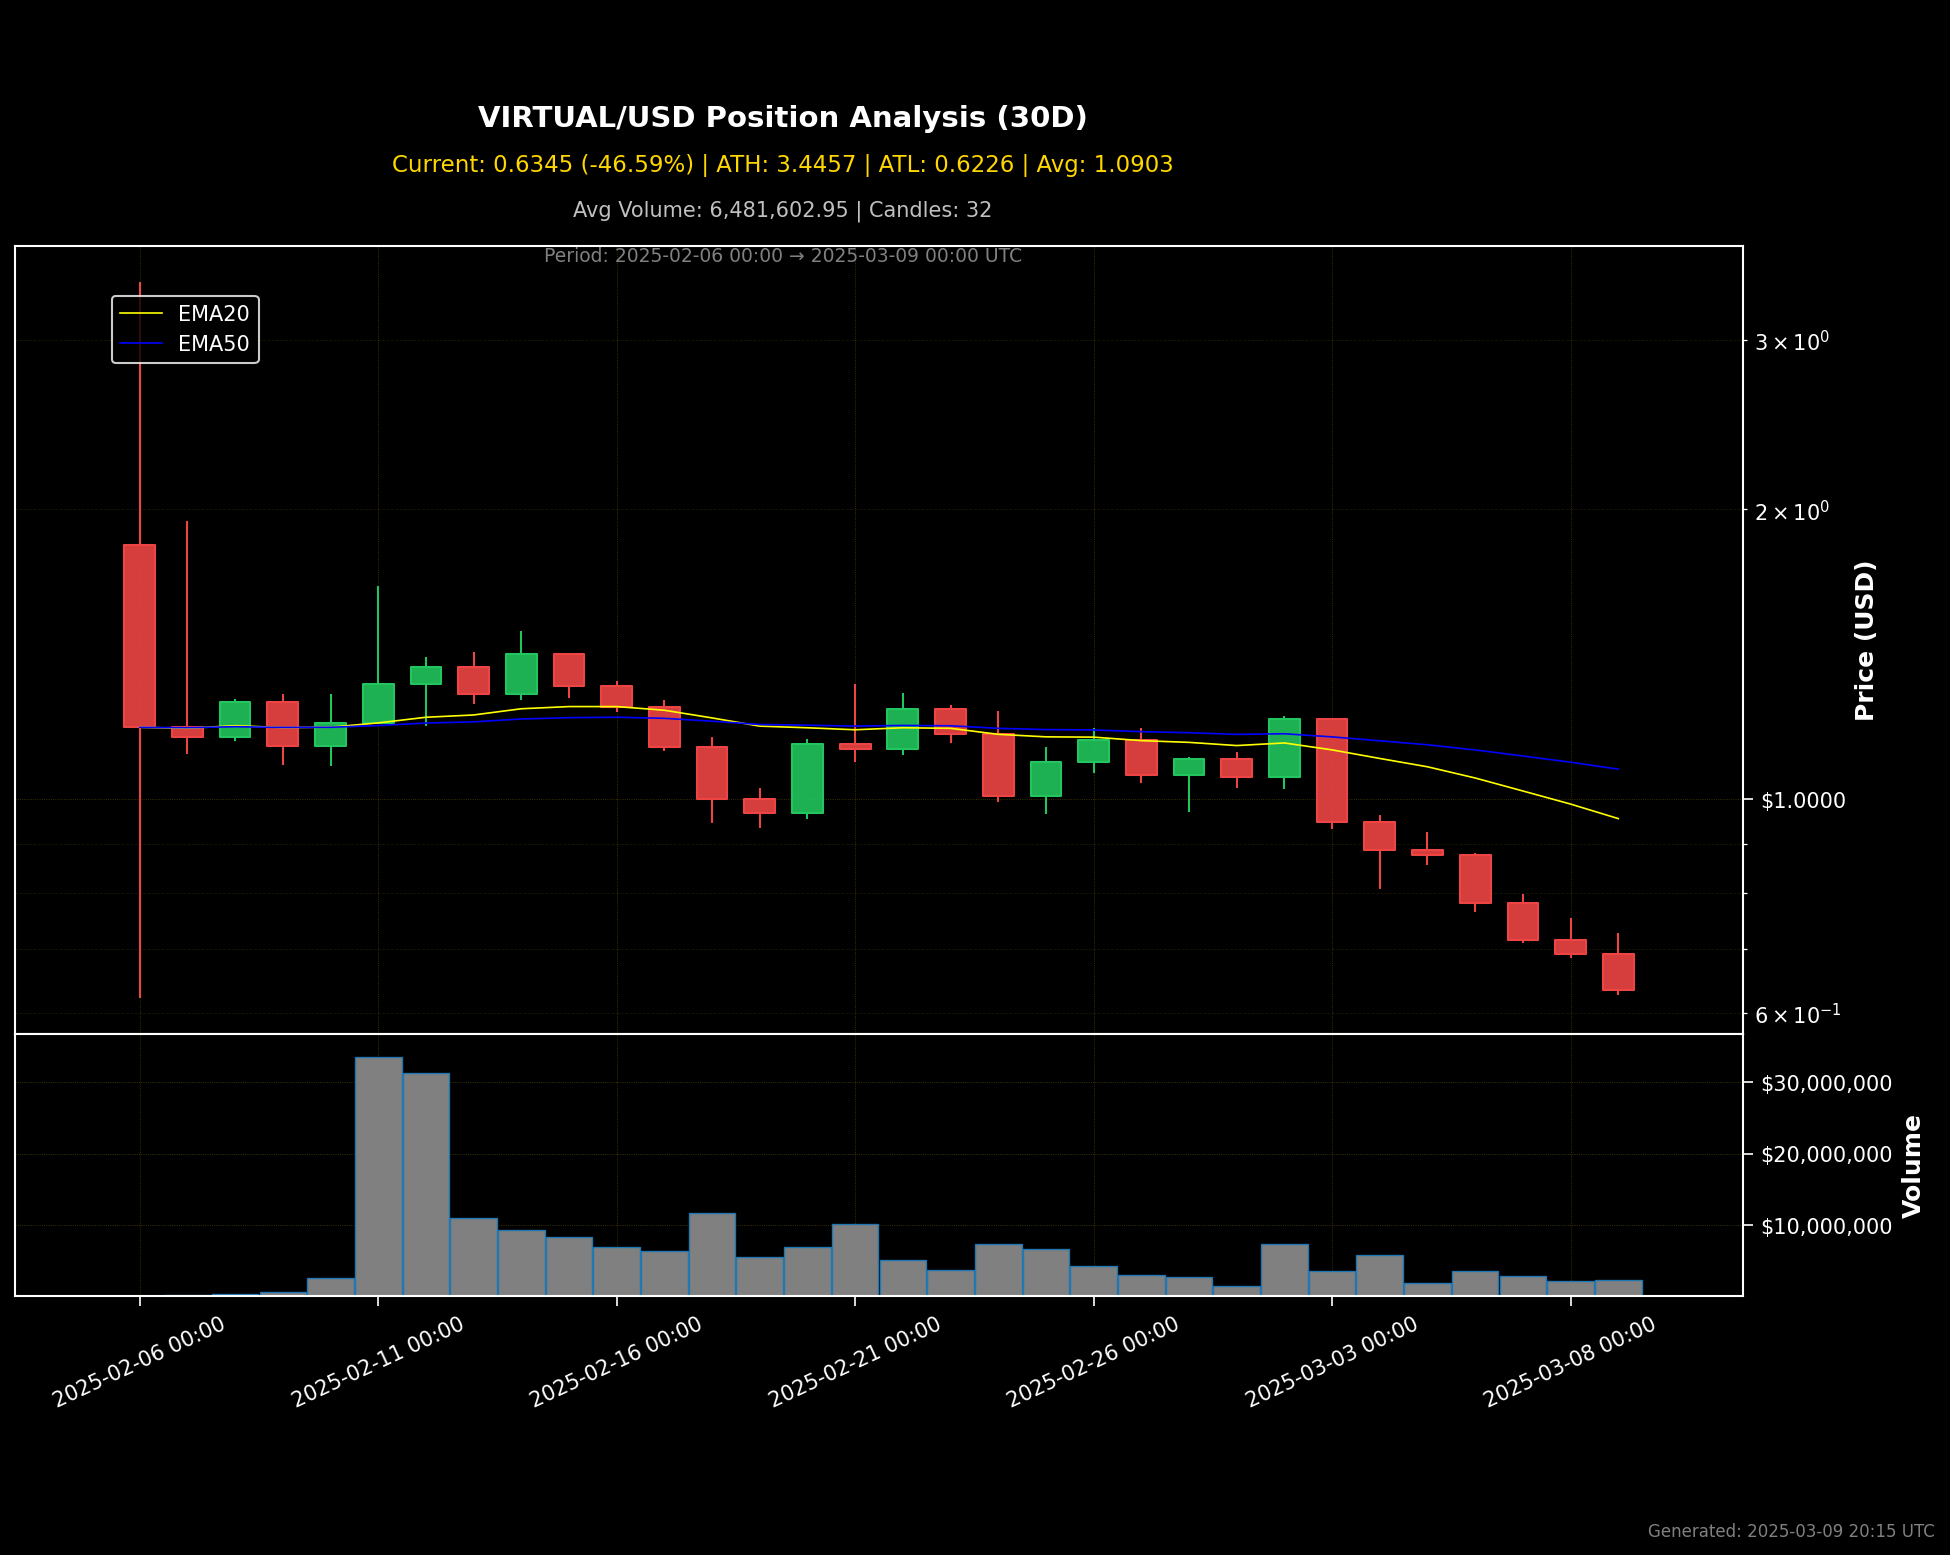 VIRTUAL/USD Position Analysis (30D)
Current: 0.6345 (-46.59%) | ATH: 3.4457 | ATL: 0.6226 | Avg: 1.0903
Avg Volume: 6,481,602.95 | Candles: 32
Period: 2025-02-06 00:00 → 2025-03-09 00:00 UTC
EMA20
EMA50
3 × 10⁰
2 × 10⁰
$1.0000
6 × 10⁻¹
Price (USD)
$30,000,000
$20,000,000
$10,000,000
Volume
2025-02-06 00:00
2025-02-11 00:00
2025-02-16 00:00
2025-02-21 00:00
2025-02-26 00:00
2025-03-03 00:00
2025-03-08 00:00
Generated: 2025-03-09 20:15 UTC